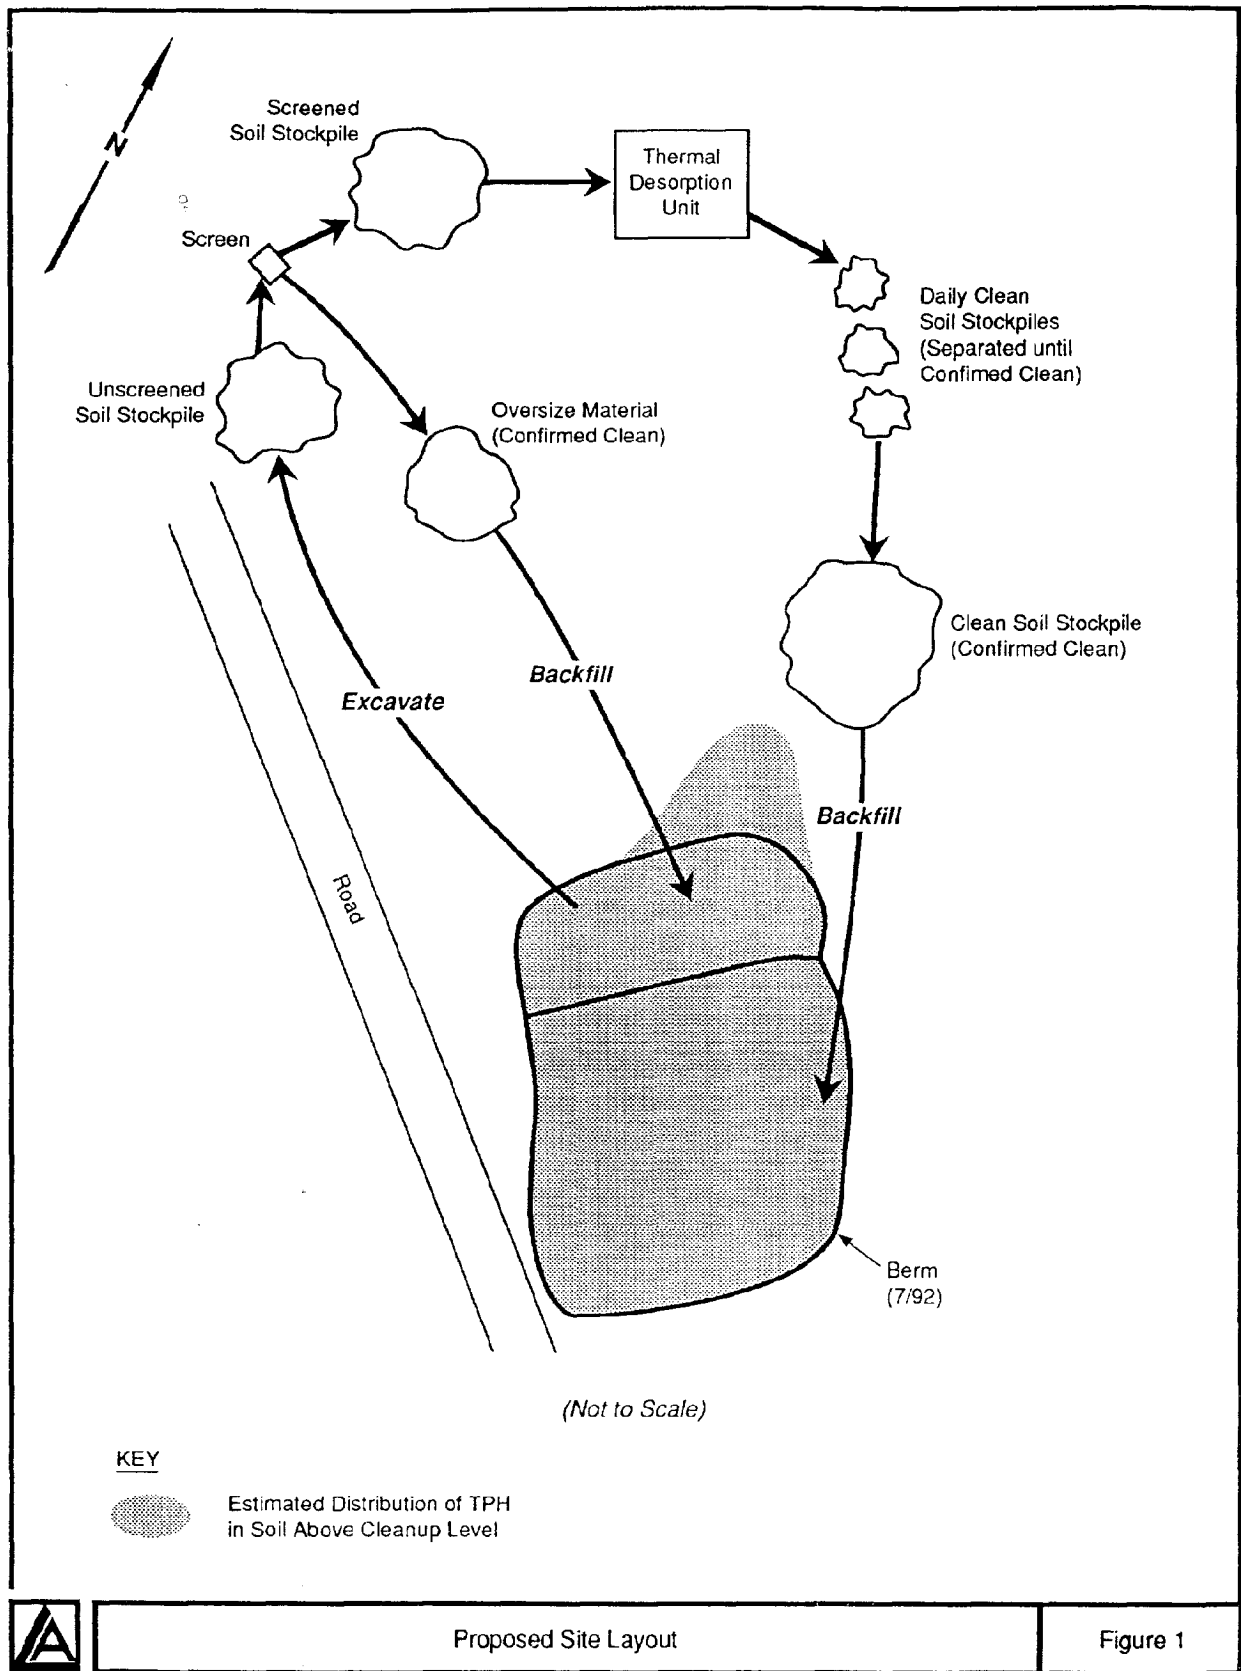 N
Screened
Soil Stockpile
Thermal
Desorption
Unit
Screen
Daily Clean
Soil Stockpiles
(Separated until
Confimed Clean)
Unscreened
Soil Stockpile
Oversize Material
(Confirmed Clean)
Clean Soil Stockpile
(Confirmed Clean)
Backfill
Excavate
Backfill
Road
Berm
(7/92)
(Not to Scale)
KEY
Estimated Distribution of TPH
in Soil Above Cleanup Level
A
Proposed Site Layout
Figure 1